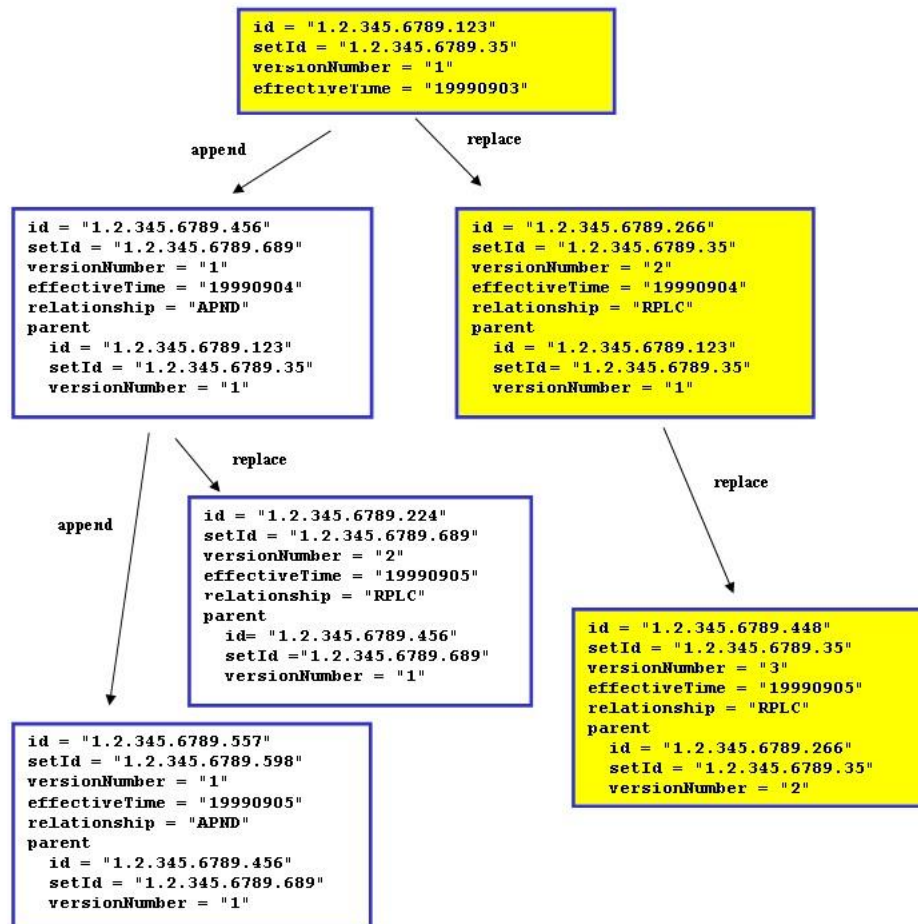 id = "1.2.345.6789.123"
setId = "1.2.345.6789.35"
versionNumber = "1"
effectiveTime = "19990903"
append
replace
id = "1.2.345.6789.456"
setId = "1.2.345.6789.689"
versionNumber = "1"
effectiveTime = "19990904"
relationship = "APND"
parent
id = "1.2.345.6789.123"
setId = "1.2.345.6789.35"
versionNumber = "1"
id = "1.2.345.6789.266"
setId = "1.2.345.6789.35"
versionNumber = "2"
effectiveTime = "19990904"
relationship = "RPLC"
parent
id = "1.2.345.6789.123"
setId= "1.2.345.6789.35"
versionNumber = "1"
append
replace
replace
id = "1.2.345.6789.224"
setId = "1.2.345.6789.689"
versionNumber = "2"
effectiveTime = "19990905"
relationship = "RPLC"
parent
id= "1.2.345.6789.456"
setId ="1.2.345.6789.689"
versionNumber = "1"
id = "1.2.345.6789.448"
setId = "1.2.345.6789.35"
versionNumber = "3"
effectiveTime = "19990905"
relationship = "RPLC"
parent
id = "1.2.345.6789.266"
setId = "1.2.345.6789.35"
versionNumber = "2"
id = "1.2.345.6789.557"
setId = "1.2.345.6789.598"
versionNumber = "1"
effectiveTime = "19990905"
relationship = "APND"
parent
id = "1.2.345.6789.456"
setId = "1.2.345.6789.689"
versionNumber = "1"